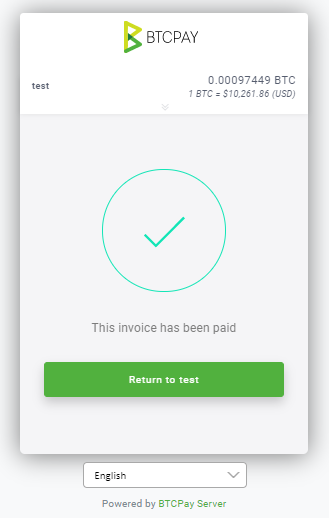 BTCPAY
test
0.00097449 BTC
1 BTC = $10,261.86 (USD)
This invoice has been paid
Return to test
English
Powered by BTCPay Server